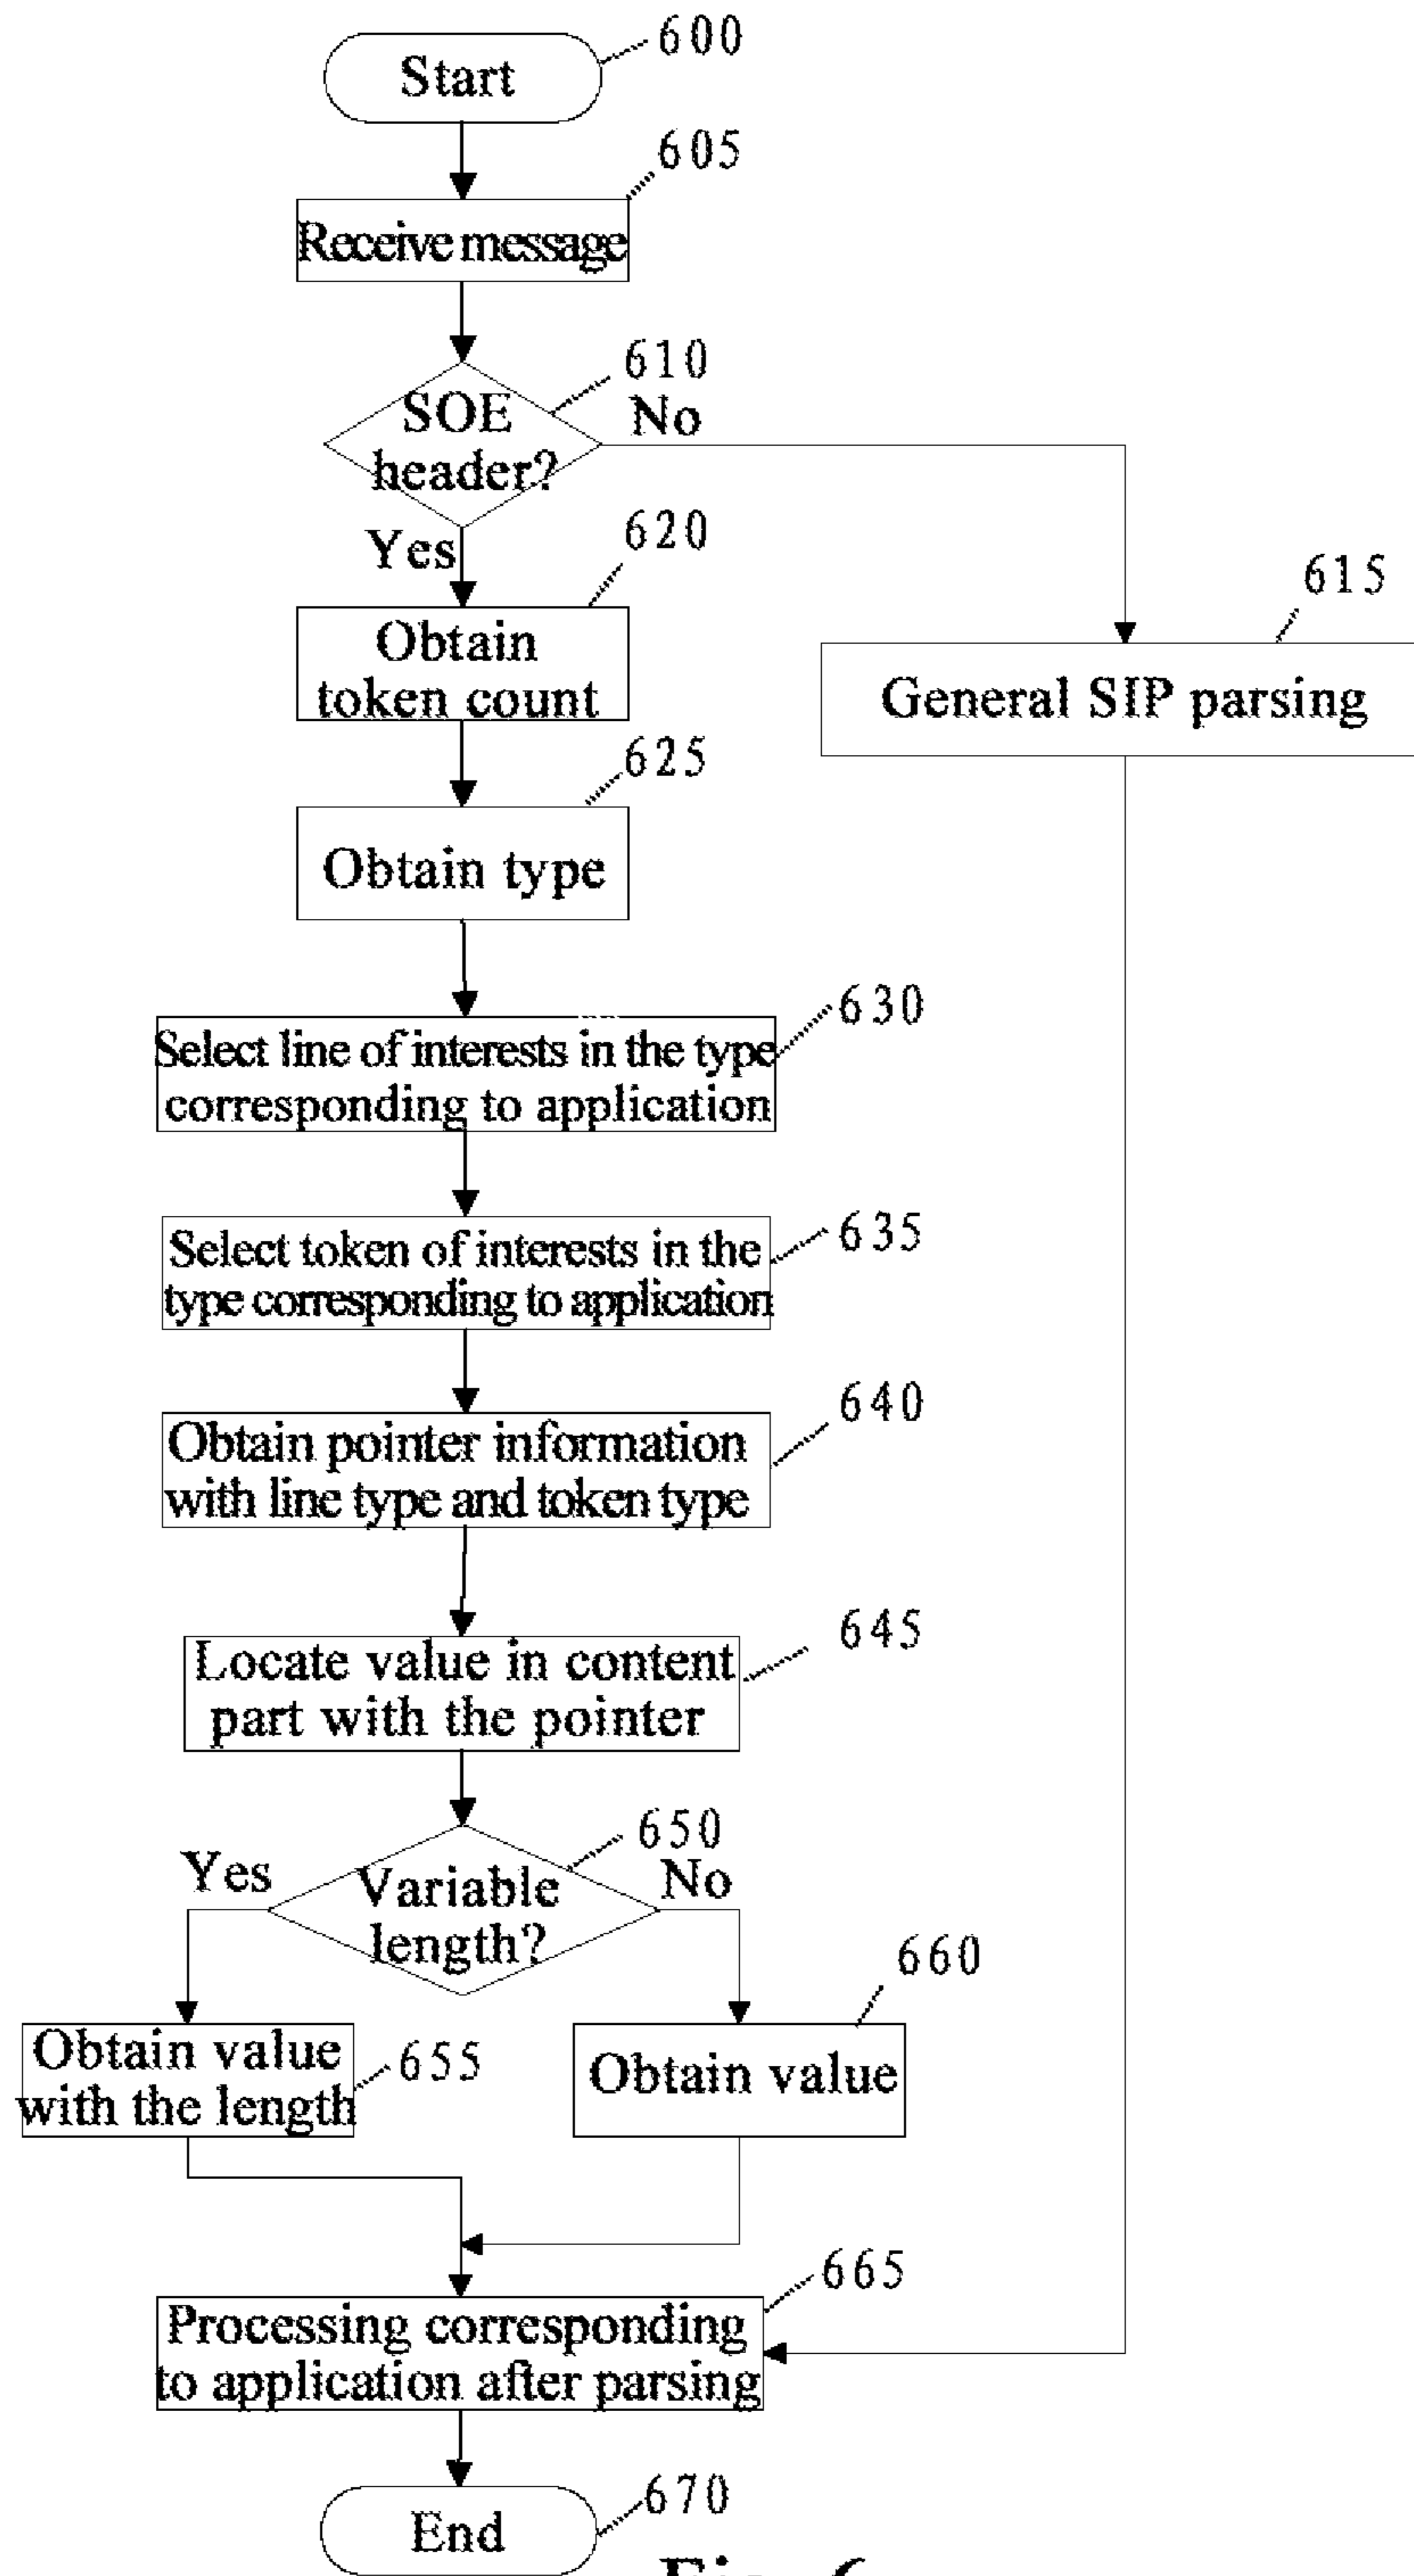 600
Start
605
Receive message
610
SOE
header?
No
Yes
620
Obtain
token count
615
General SIP parsing
625
Obtain type
630
Select line of interests in the type
corresponding to application
635
Select token of interests in the
type corresponding to application
640
Obtain pointer information
with line type and token type
645
Locate value in content
part with the pointer
650
Yes
Variable
length?
No
660
Obtain value
with the length
655
Obtain value
665
Processing corresponding
to application after parsing
670
End